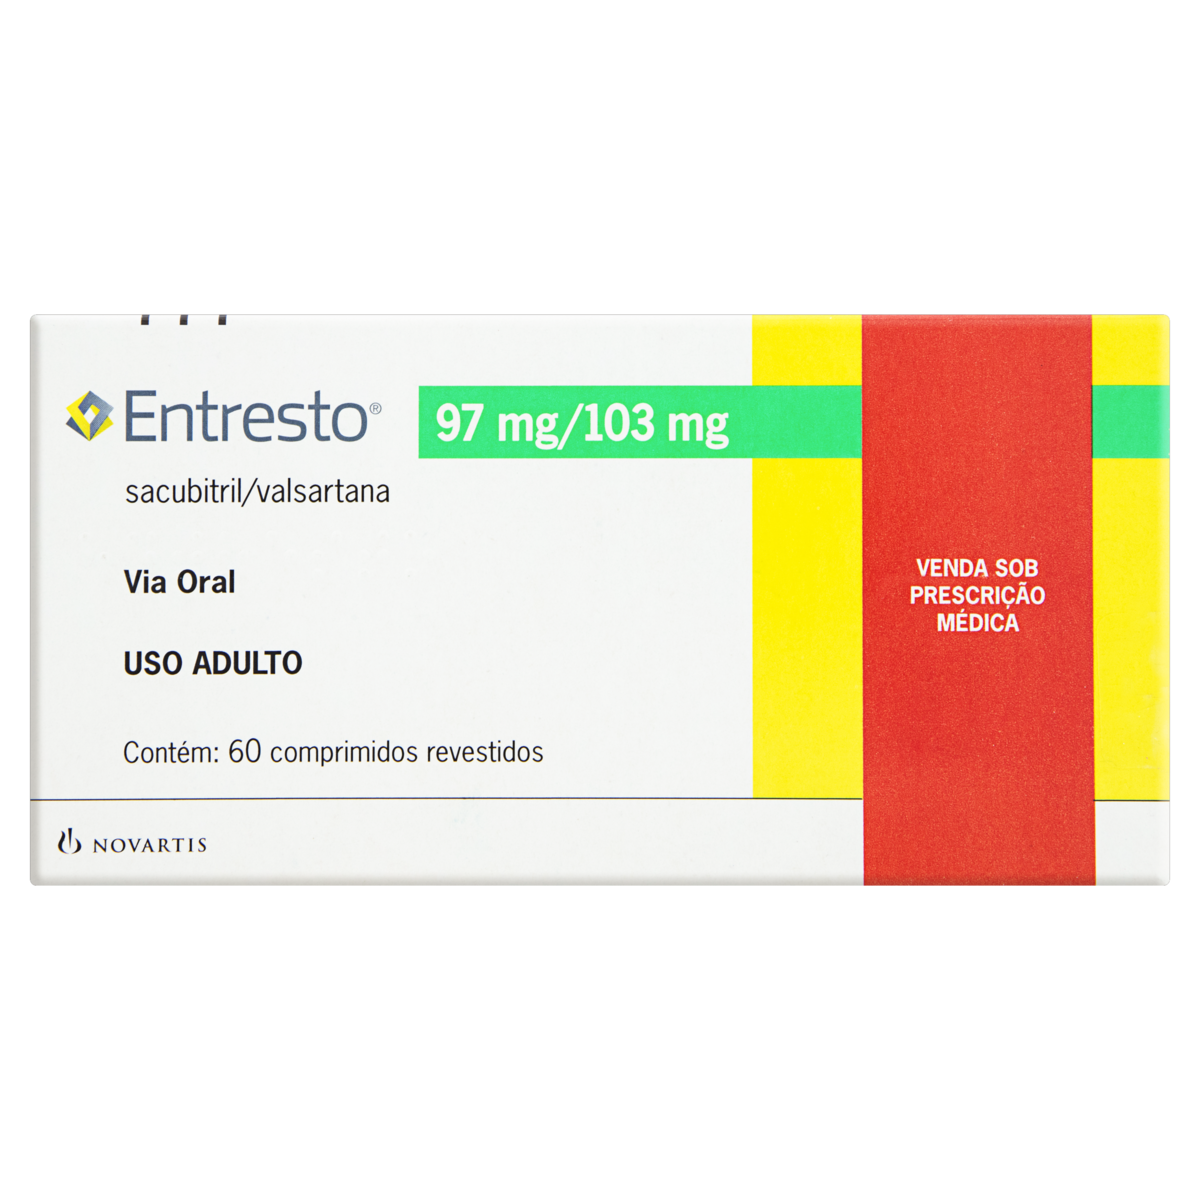 Entresto®
97 mg/103 mg
sacubitril/valsartana
Via Oral
USO ADULTO
Contém: 60 comprimidos revestidos
VENDA SOB
PRESCRIÇÃO
MÉDICA
NOVARTIS